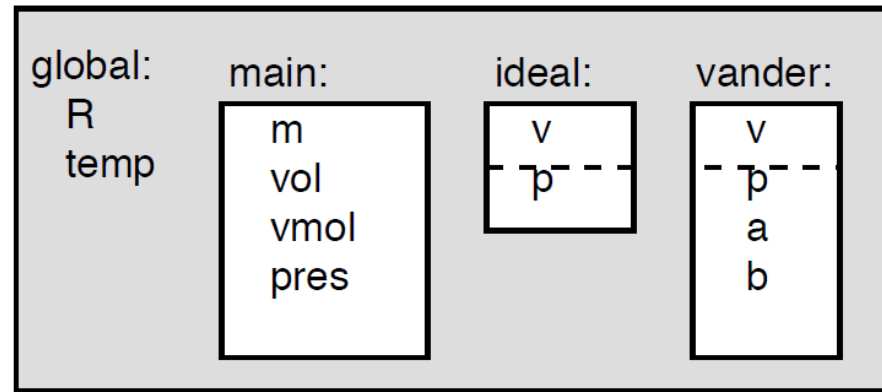 global:
R
temp
main:
m
vol
vmol
pres
ideal:
v
p
vander:
v
p
a
b